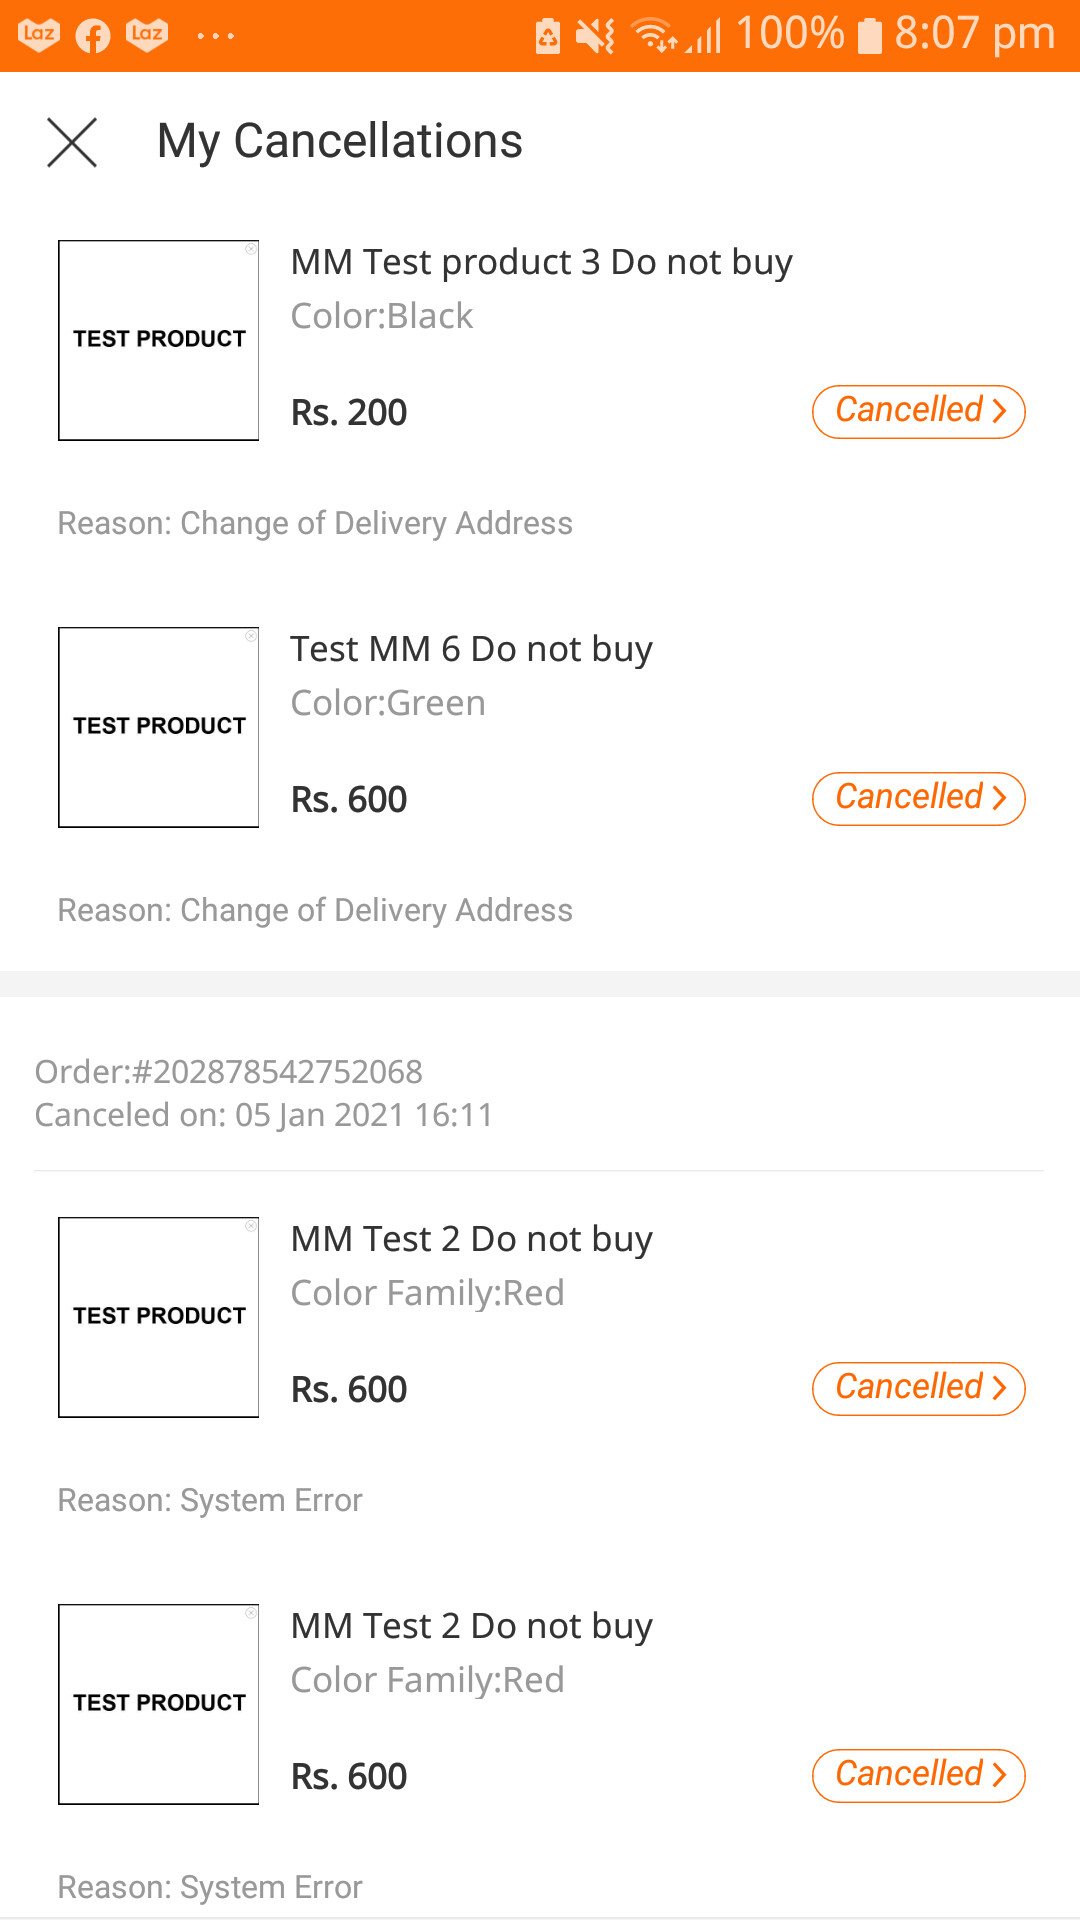 Laz Laz 100% 8:07 pm
My Cancellations
TEST PRODUCT
MM Test product 3 Do not buy
Color:Black
Rs. 200
Cancelled
Reason: Change of Delivery Address
TEST PRODUCT
Test MM 6 Do not buy
Color:Green
Rs. 600
Cancelled
Reason: Change of Delivery Address
Order:#202878542752068
Canceled on: 05 Jan 2021 16:11
TEST PRODUCT
MM Test 2 Do not buy
Color Family:Red
Rs. 600
Cancelled
Reason: System Error
TEST PRODUCT
MM Test 2 Do not buy
Color Family:Red
Rs. 600
Cancelled
Reason: System Error